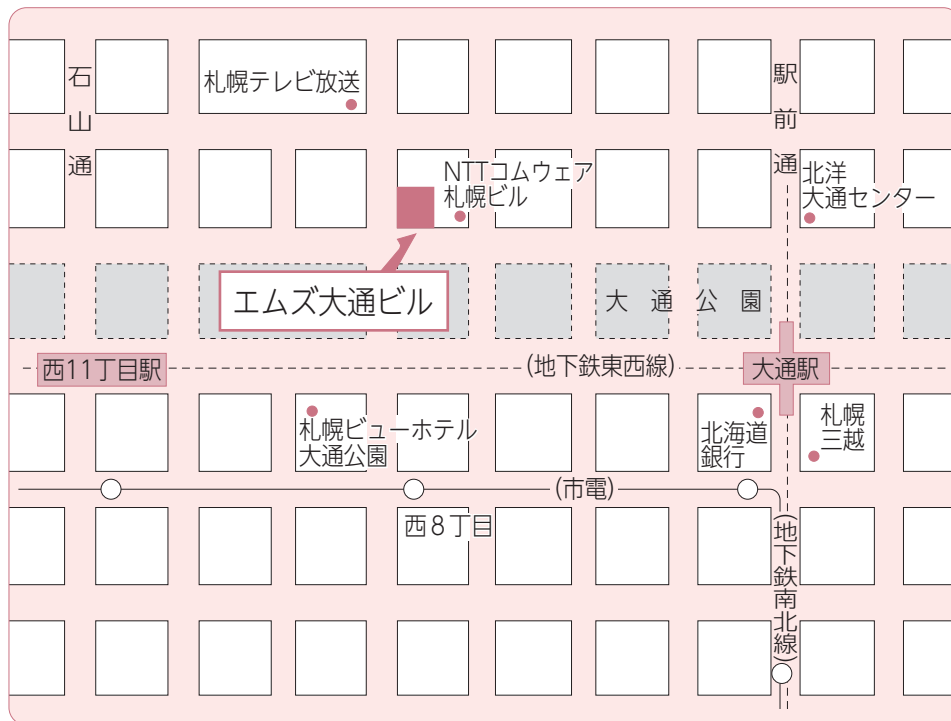 石山通
札幌テレビ放送
駅前通
NTTコムウェア
札幌ビル
北洋
大通センター
エムズ大通ビル
大通公園
西11丁目駅
(地下鉄東西線)
大通駅
札幌ビューホテル
大通公園
北海道
銀行
札幌
三越
(市電)
西8丁目
(地下鉄南北線)